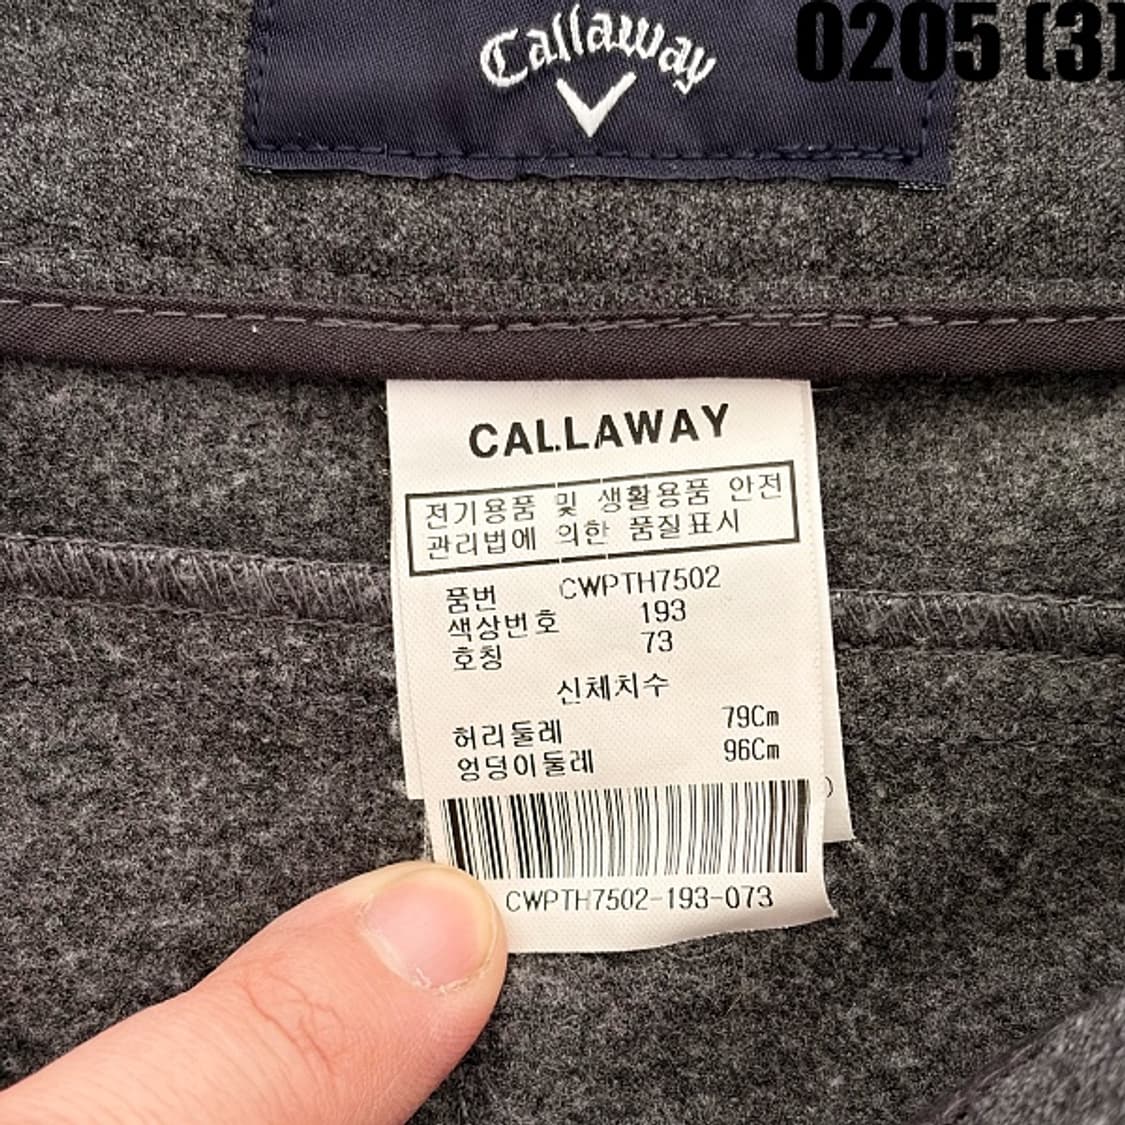 Callaway
0205 (3)
CALLAWAY
전기용품 및 생활용품 안전
관리법에 의한 품질표시
품번 CWPTH7502
색상번호 193
호칭 73
신체치수
허리둘레 79Cm
엉덩이둘레 96Cm
CWPTH7502-193-073